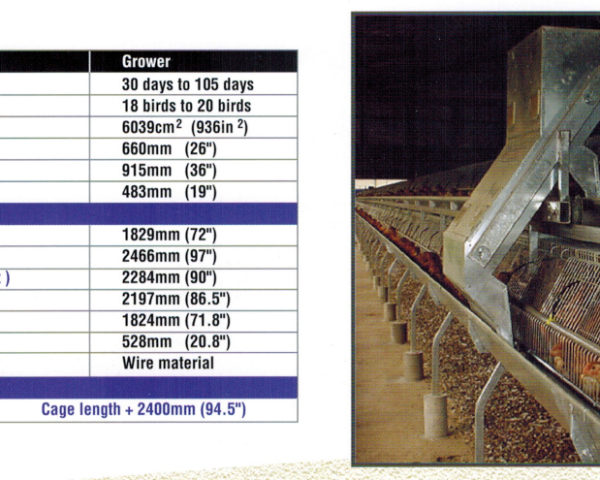 Grower
30 days to 105 days
18 birds to 20 birds
6039cm² (936in ²)
660mm (26")
915mm (36")
483mm (19")
1829mm (72")
2466mm (97")
) 2284mm (90")
2197mm (86.5")
1824mm (71.8")
528mm (20.8")
Wire material
Cage length + 2400mm (94.5")